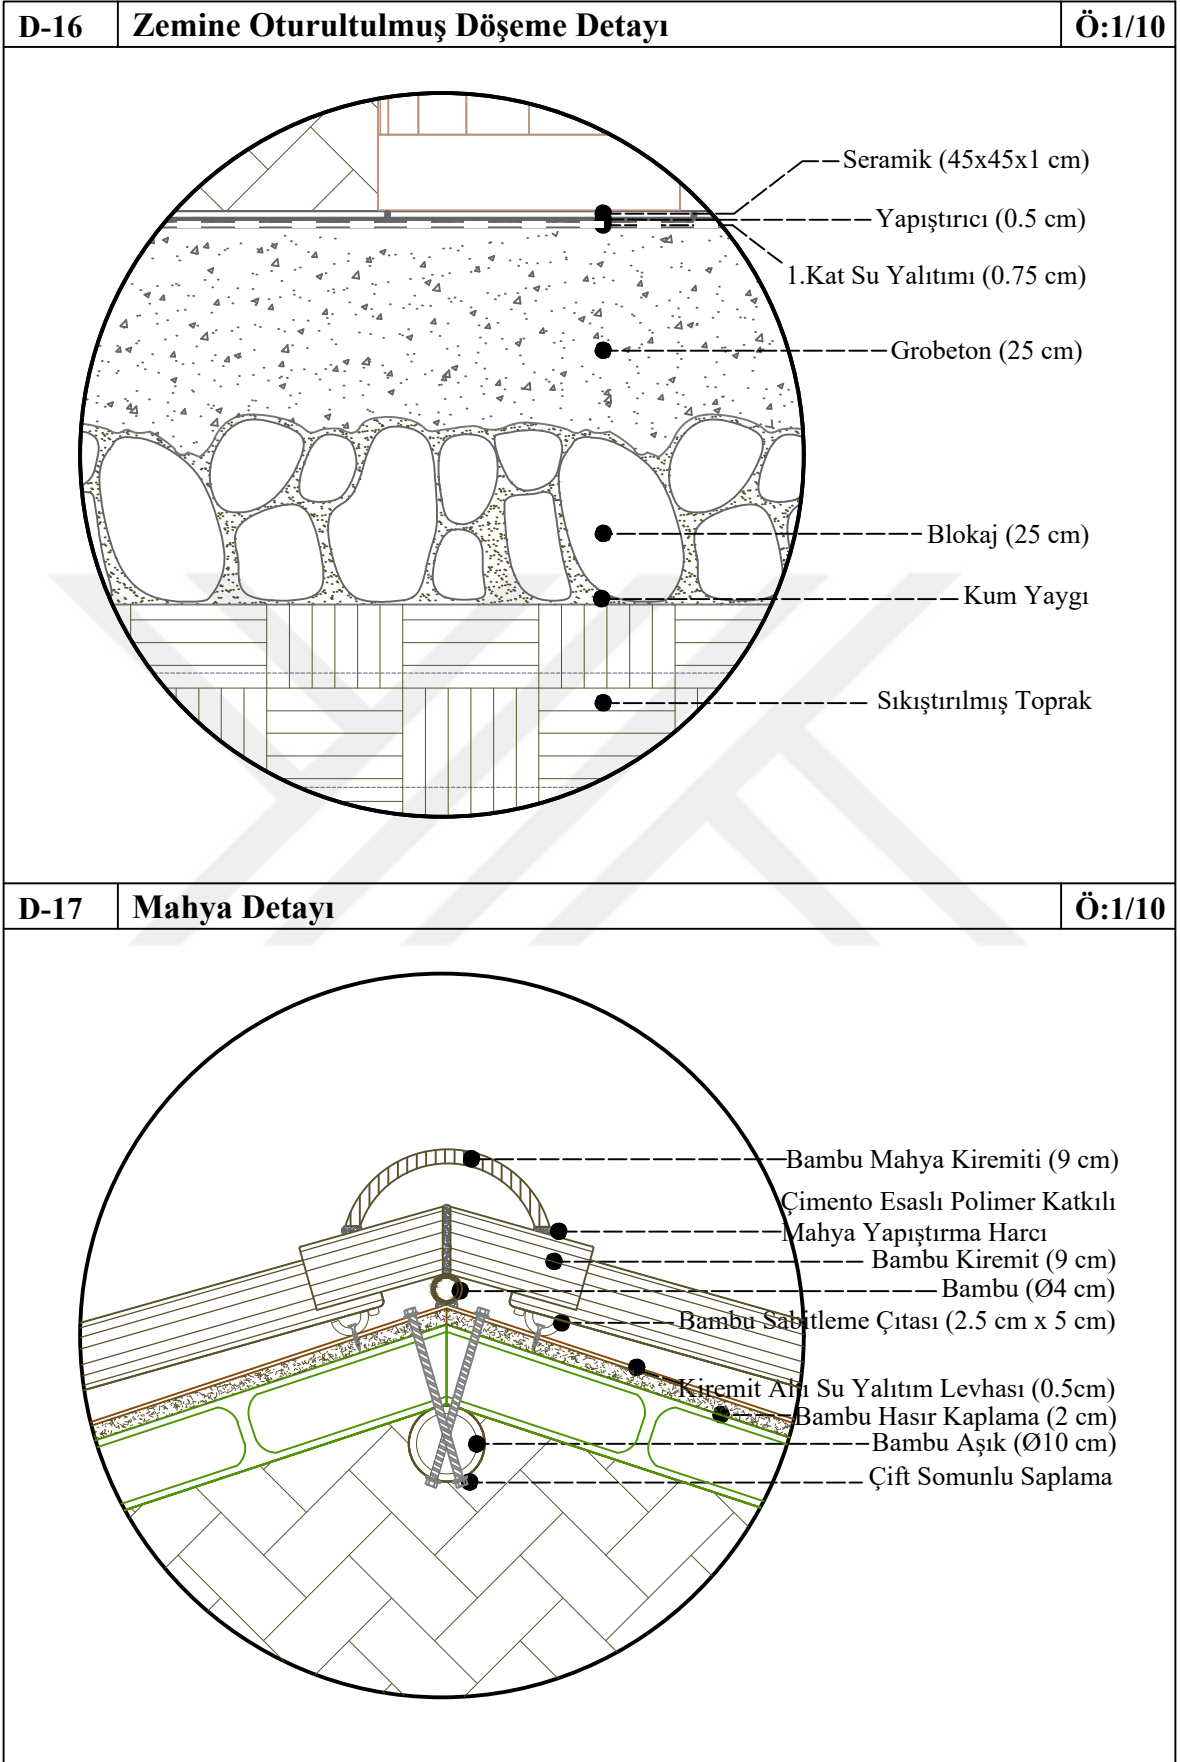 D-16 Zemine Oturultulmuş Döşeme Detayı Ö:1/10
Seramik (45x45x1 cm)
Yapıştırıcı (0.5 cm)
1.Kat Su Yalıtımı (0.75 cm)
Grobeton (25 cm)
Blokaj (25 cm)
Kum Yaygı
Sıkıştırılmış Toprak
D-17 Mahya Detayı Ö:1/10
Bambu Mahya Kiremiti (9 cm)
Çimento Esaslı Polimer Katkılı
Mahya Yapıştırma Harcı
Bambu Kiremit (9 cm)
Bambu (Ø4 cm)
Bambu Sabitleme Çıtası (2.5 cm x 5 cm)
Kiremit Altı Su Yalıtım Levhası (0.5cm)
Bambu Hasır Kaplama (2 cm)
Bambu Aşık (Ø10 cm)
Çift Somunlu Saplama